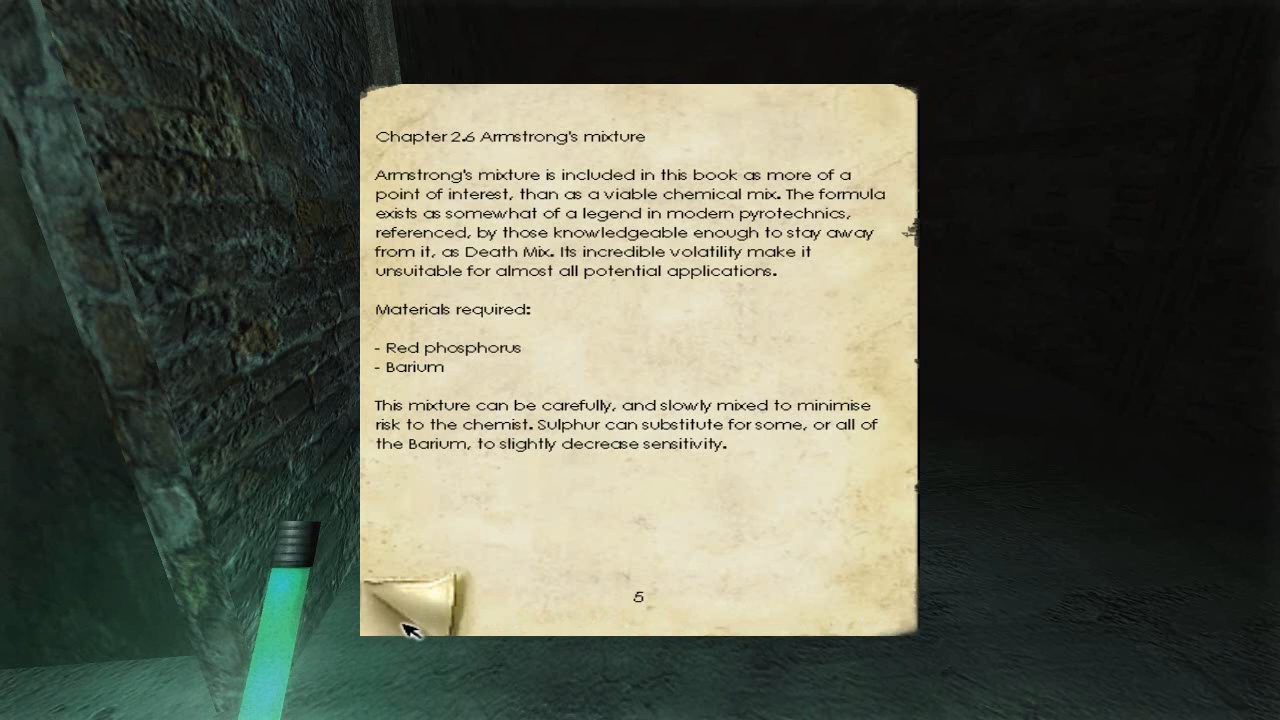 Chapter 2.6 Armstrong's mixture
Armstrong's mixture is included in this book as more of a
point of interest, than as a viable chemical mix. The formula
exists as somewhat of a legend in modern pyrotechnics,
referenced, by those knowledgeable enough to stay away
from it, as Death Mix. Its incredible volatility make it
unsuitable for almost all potential applications.
Materials required:
- Red phosphorus
- Barium
This mixture can be carefully, and slowly mixed to minimise
risk to the chemist. Sulphur can substitute for some, or all of
the Barium, to slightly decrease sensitivity.
5